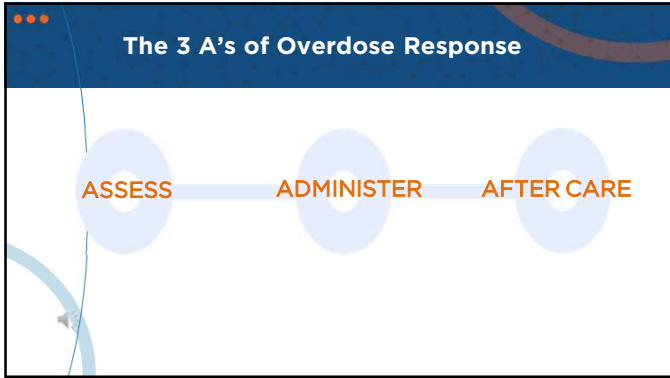 The 3 A's of Overdose Response
ASSESS ADMINISTER AFTER CARE